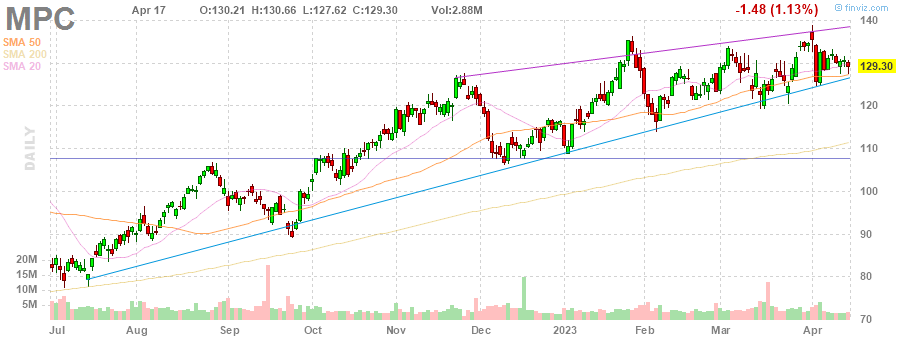 MPC Apr 17 O:130.21 H:130.66 L:127.62 C:129.30 Vol:2.88M -1.48 (1.13%) © finviz.com
SMA 50
SMA 200
SMA 20
DAILY
140
129.30
120
110
100
90
80
70
20M
15M
10M
5M
Jul Aug Sep Oct Nov Dec 2023 Feb Mar Apr